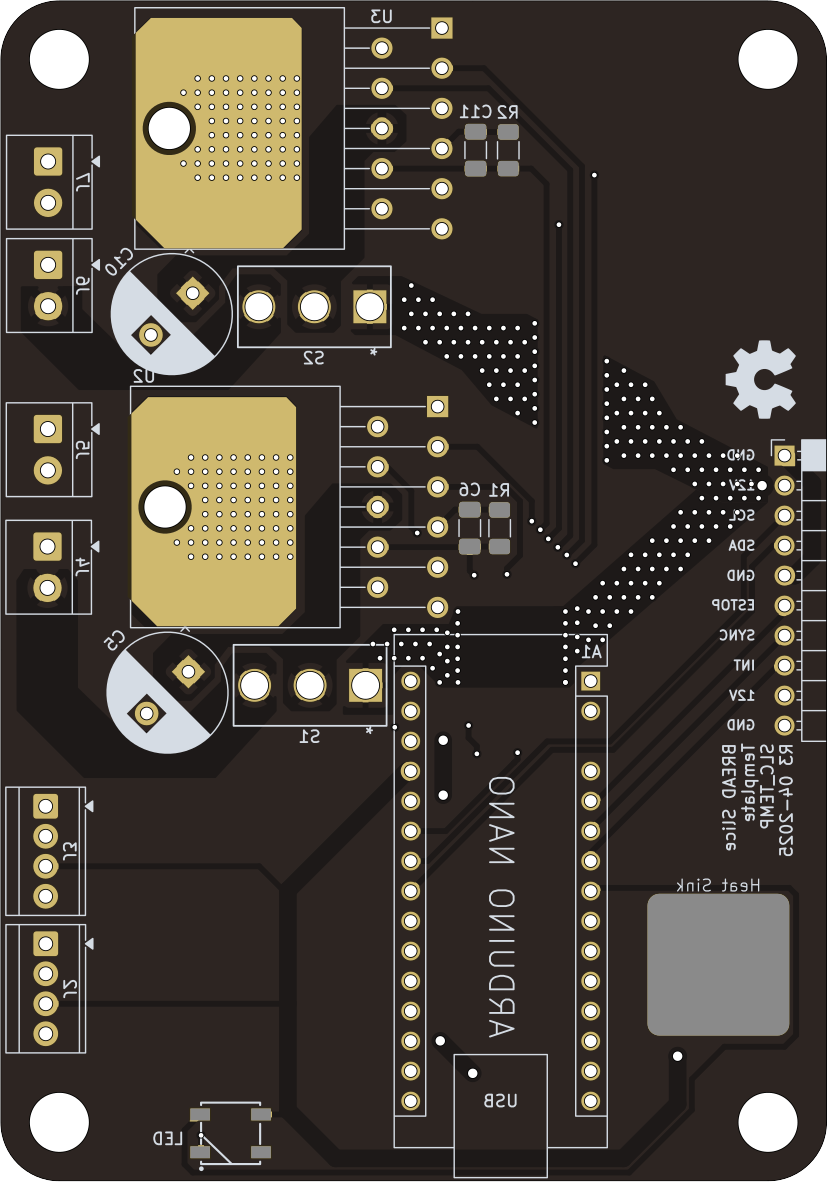 U3
C11
R2
J7
J6
C10
S2
*
U2
J5
J4
C6
R1
GND
12V
SCL
SDA
GND
ESTOP
SYNC
INT
12V
GND
C5
S1
*
A1
BREAD Slice
Template
R3 04-2025
J3
J2
ARDUINO NANO
Heat Sink
USB
LED